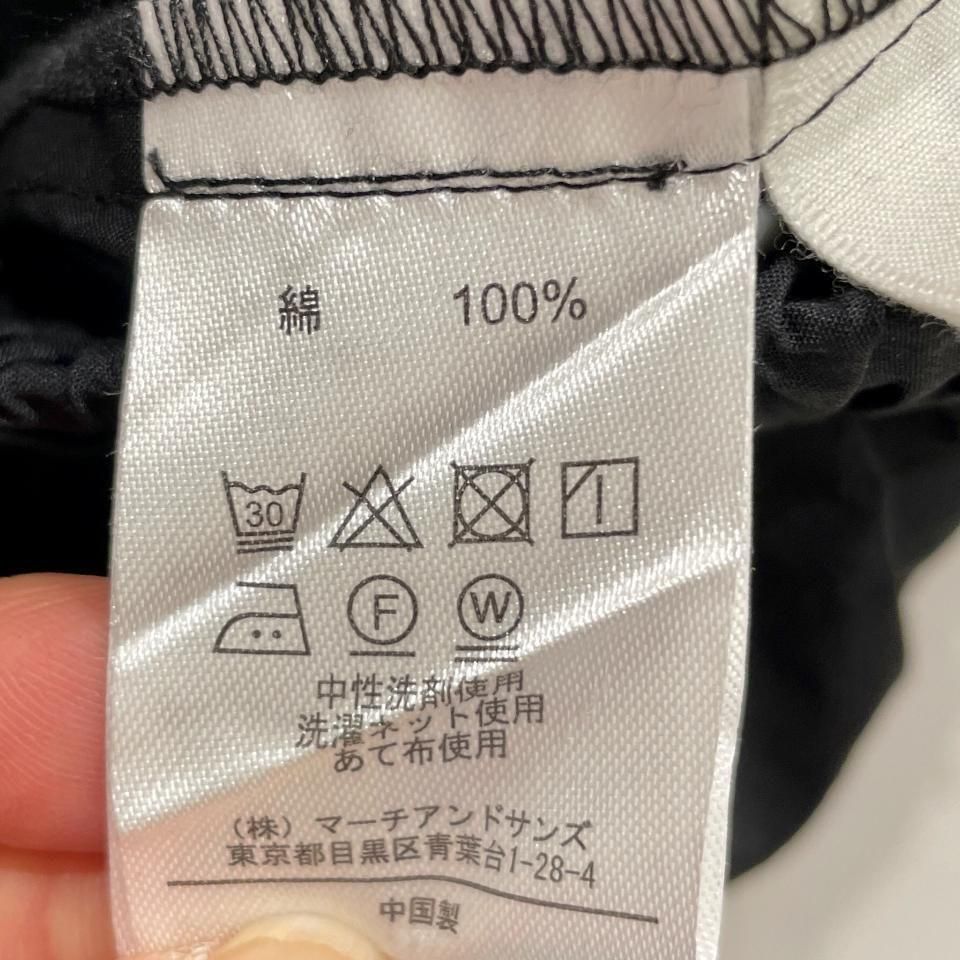 綿 100%
30
F W
中性洗剤使用
洗濯ネット使用
あて布使用
(株) マーチアンドサンズ
東京都目黒区青葉台1-28-4
中国製